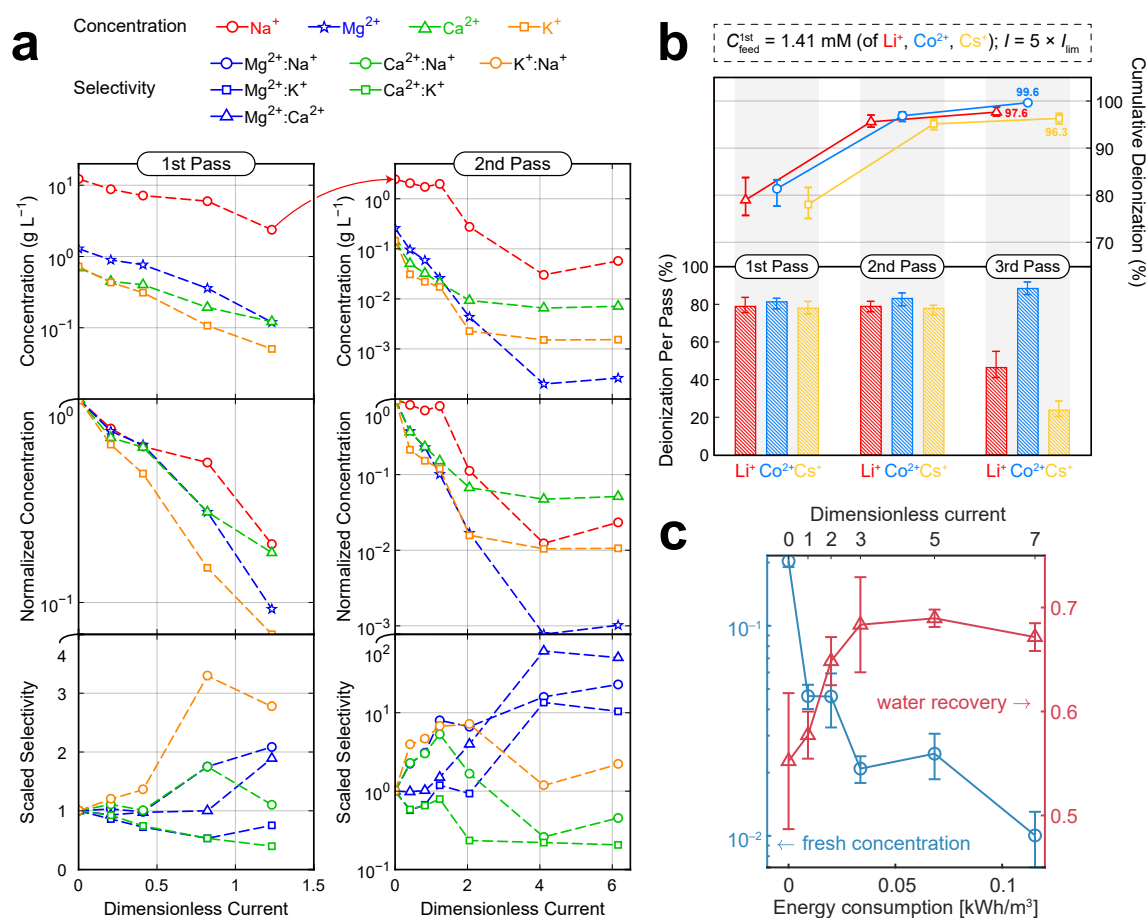 a
Concentration
Na⁺
Mg²⁺
Ca²⁺
K⁺
Selectivity
Mg²⁺:Na⁺
Ca²⁺:Na⁺
K⁺:Na⁺
Mg²⁺:K⁺
Ca²⁺:K⁺
Mg²⁺:Ca²⁺
1st Pass
2nd Pass
Concentration (g L⁻¹)
10¹
10⁰
10⁻¹
Concentration (g L⁻¹)
10⁰
10⁻¹
10⁻²
10⁻³
Normalized Concentration
10⁰
10⁻¹
Normalized Concentration
10⁰
10⁻¹
10⁻²
10⁻³
Scaled Selectivity
4
3
2
1
0
Scaled Selectivity
10²
10¹
10⁰
10⁻¹
0 0.5 1 1.5
Dimensionless Current
0 2 4 6
Dimensionless Current
b
C_feed^1st = 1.41 mM (of Li⁺, Co²⁺, Cs⁺); I = 5 × I_lim
99.6
97.6
96.3
100
90
80
70
Cumulative Deionization (%)
1st Pass
2nd Pass
3rd Pass
Deionization Per Pass (%)
100
80
60
40
20
0
Li⁺ Co²⁺ Cs⁺ Li⁺ Co²⁺ Cs⁺ Li⁺ Co²⁺ Cs⁺
c
Dimensionless current
0 1 2 3 5 7
10⁻¹
10⁻²
0.7
0.6
0.5
water recovery →
← fresh concentration
0 0.05 0.1
Energy consumption [kWh/m³]